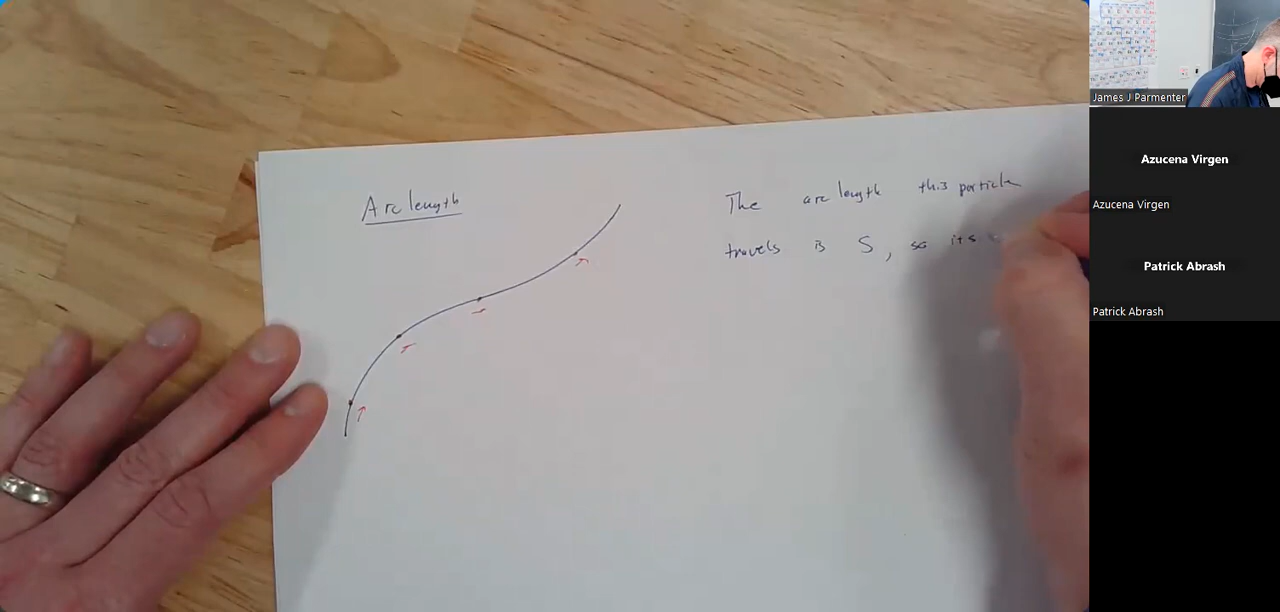 Arc length
The arc length this particle
travels is S, so its
James J Parmenter
Azucena Virgen
Azucena Virgen
Patrick Abrash
Patrick Abrash